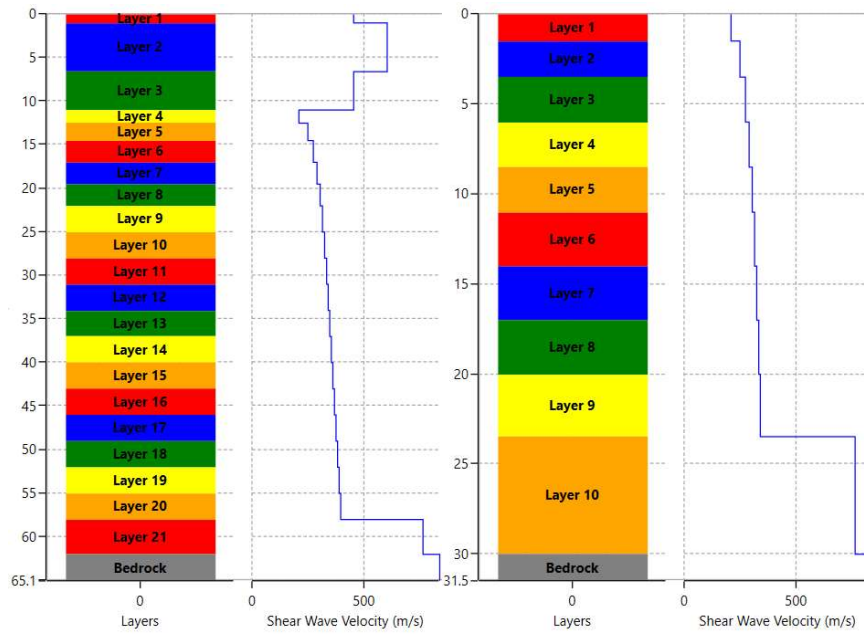 0
Layer 1
Layer 2
5
Layer 3
10
Layer 4
Layer 5
15
Layer 6
Layer 7
20
Layer 8
Layer 9
25
Layer 10
30
Layer 11
Layer 12
35
Layer 13
Layer 14
40
Layer 15
45
Layer 16
Layer 17
50
Layer 18
Layer 19
55
Layer 20
60
Layer 21
65.1
Bedrock
0
Layers
0 500
Shear Wave Velocity (m/s)
0
Layer 1
Layer 2
5
Layer 3
Layer 4
10
Layer 5
Layer 6
15
Layer 7
Layer 8
20
Layer 9
25
Layer 10
30
31.5
Bedrock
0
Layers
0 500
Shear Wave Velocity (m/s)